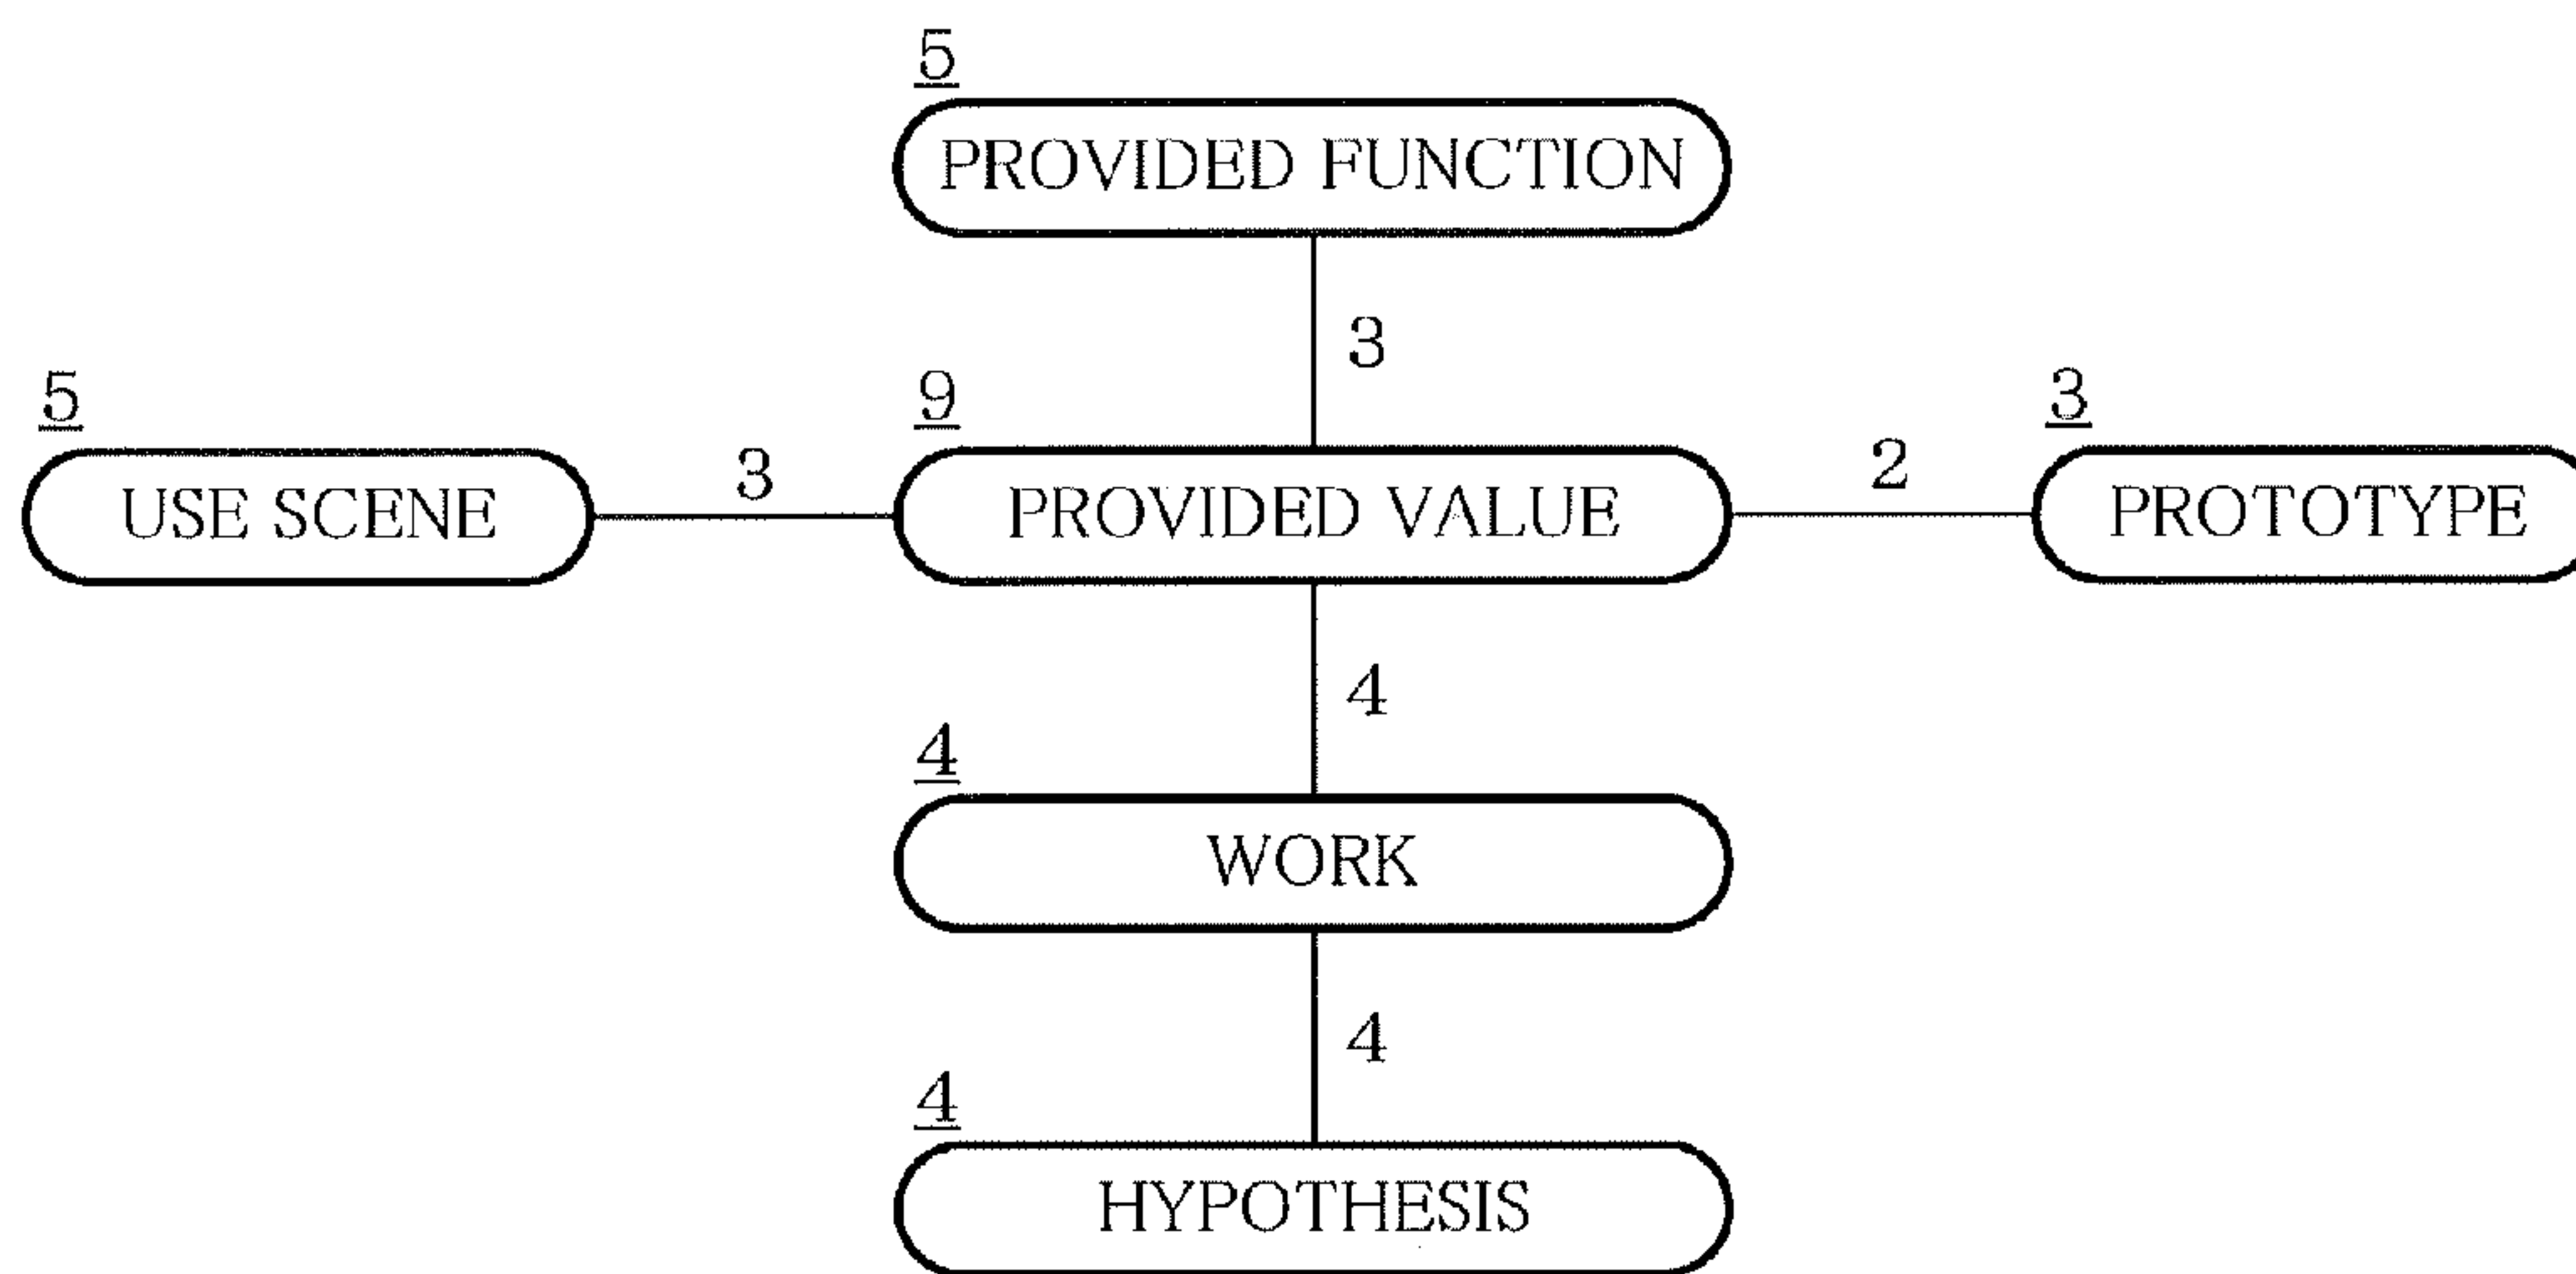 5
PROVIDED FUNCTION
3
5
9
3
USE SCENE
3
PROVIDED VALUE
2
PROTOTYPE
4
4
WORK
4
4
HYPOTHESIS